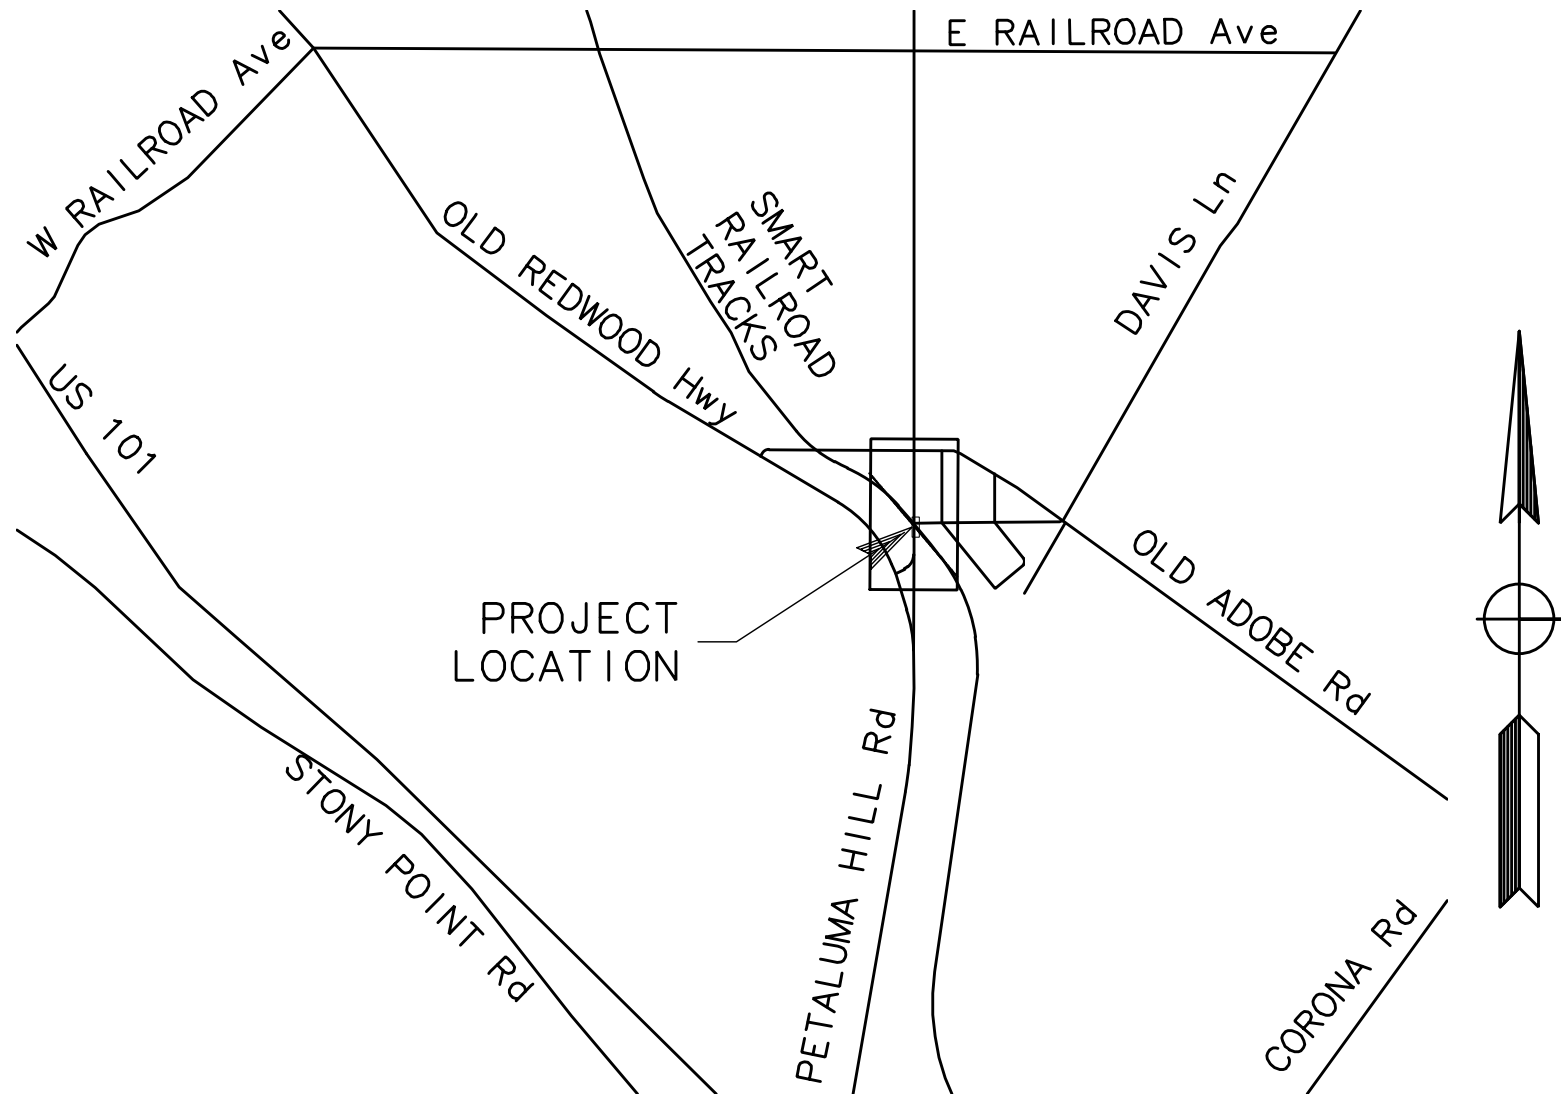 E RAILROAD Ave
W RAILROAD Ave
OLD REDWOOD Hwy
SMART
RAILROAD
TRACKS
DAVIS Ln
US 101
OLD ADOBE Rd
PROJECT
LOCATION
STONY POINT Rd
PETALUMA HILL Rd
CORONA Rd